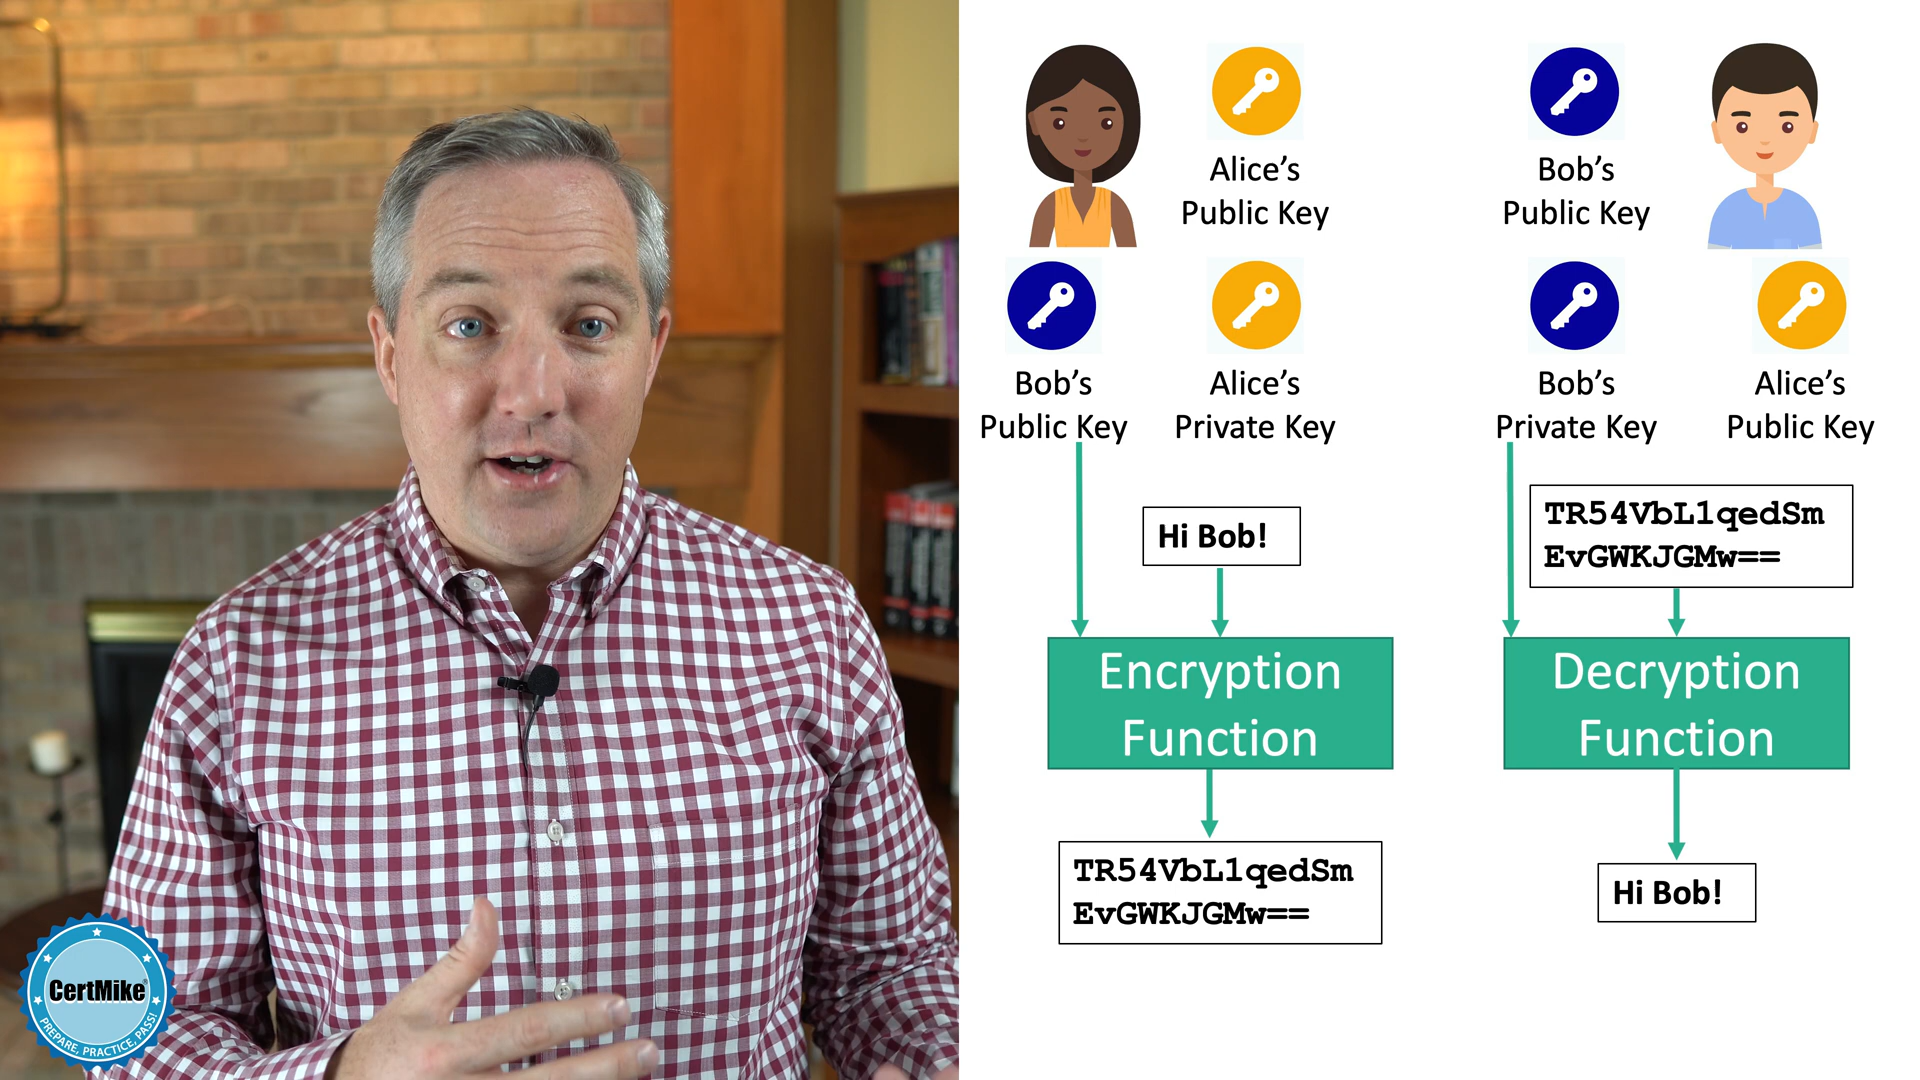 Alice's
Public Key
Bob's
Public Key
Bob's
Public Key
Alice's
Private Key
Bob's
Private Key
Alice's
Public Key
Hi Bob!
TR54VbL1qedSm
EvGWKJGMw==
Encryption
Function
Decryption
Function
TR54VbL1qedSm
EvGWKJGMw==
Hi Bob!
CertMike
PREPARE, PRACTICE, PASS!